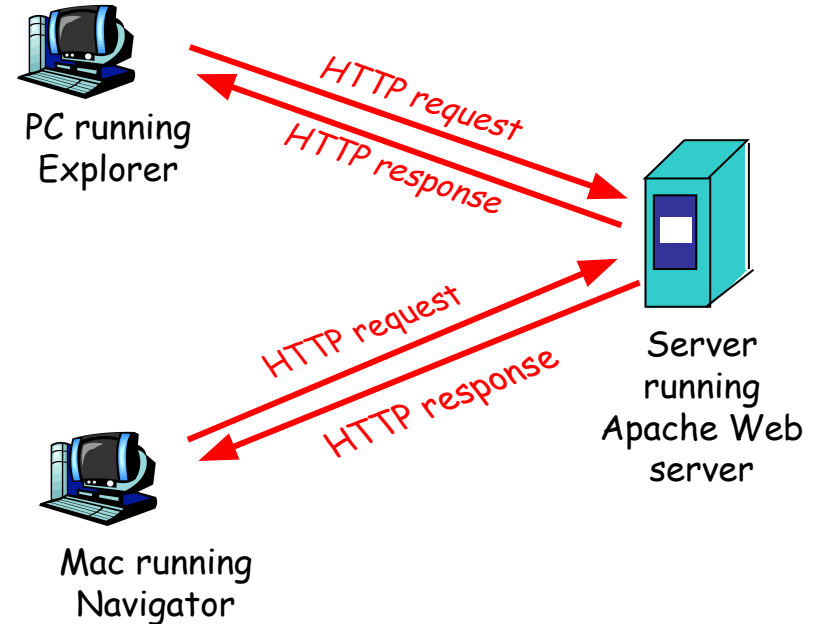 HTTP request
HTTP response
PC running
Explorer
HTTP request
HTTP response
Server
running
Apache Web
server
Mac running
Navigator